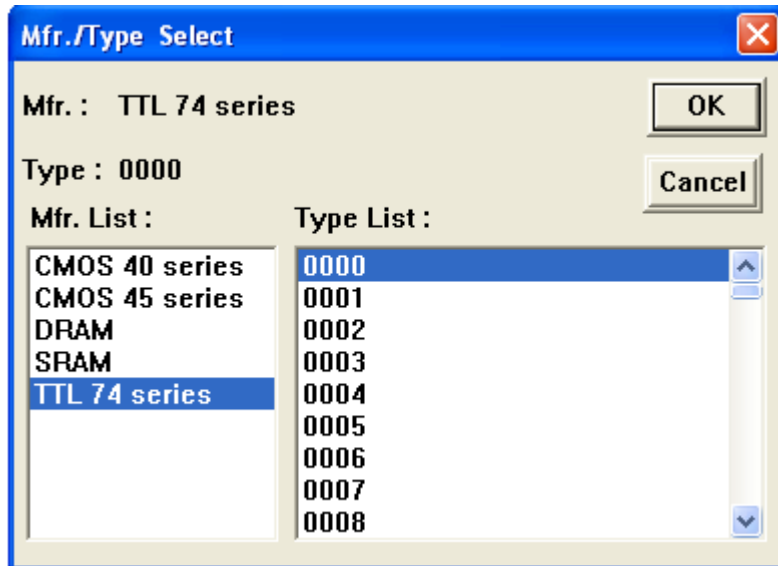 Mfr./Type Select
Mfr. : TTL 74 series
OK
Type : 0000
Cancel
Mfr. List :
Type List :
CMOS 40 series
CMOS 45 series
DRAM
SRAM
TTL 74 series
0000
0001
0002
0003
0004
0005
0006
0007
0008